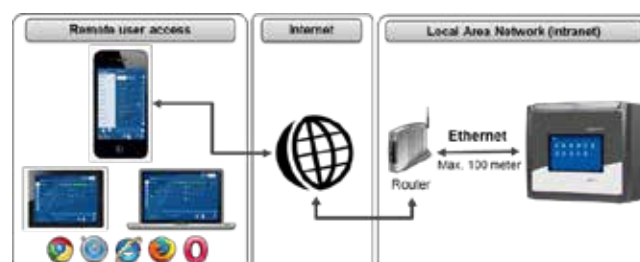 Remote user access
Internet
Local Area Network (intranet)
Ethernet
Max. 100 meter
Router